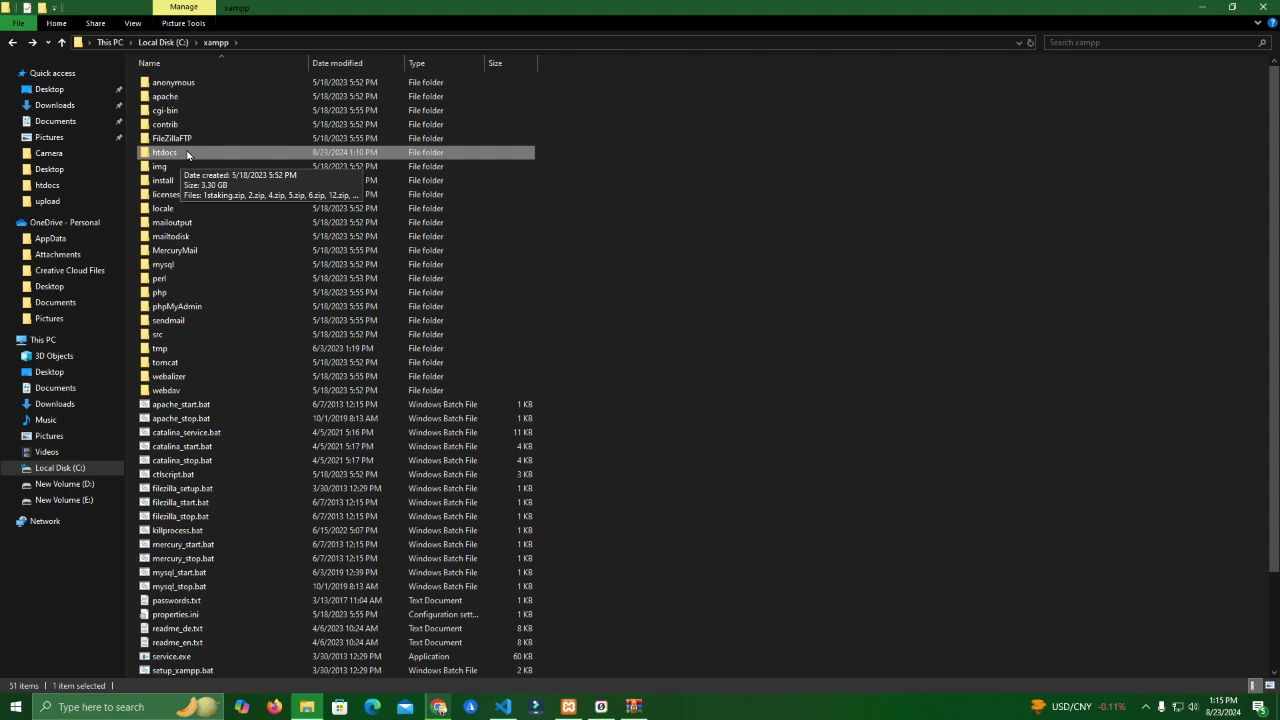 Manage xampp
File Home Share View Picture Tools
This PC Local Disk (C:) xampp Search xampp
Name Date modified Type Size
Quick access
Desktop
Downloads
Documents
Pictures
Camera
Desktop
htdocs
upload
OneDrive - Personal
AppData
Attachments
Creative Cloud Files
Desktop
Documents
Pictures
This PC
3D Objects
Desktop
Documents
Downloads
Music
Pictures
Videos
Local Disk (C:)
New Volume (D:)
New Volume (E:)
Network
anonymous 5/18/2023 5:52 PM File folder
apache 5/18/2023 5:52 PM File folder
cgi-bin 5/18/2023 5:55 PM File folder
contrib 5/18/2023 5:52 PM File folder
FileZillaFTP 5/18/2023 5:55 PM File folder
htdocs 8/23/2024 1:10 PM File folder
img 5/18/2023 5:52 PM File folder
install File folder
licenses File folder
Date created: 5/18/2023 5:52 PM
Size: 3.30 GB
Files: 1staking.zip, 2.zip, 4.zip, 5.zip, 6.zip, 12.zip, ...
locale 5/18/2023 5:52 PM File folder
mailoutput 5/18/2023 5:52 PM File folder
mailtodisk 5/18/2023 5:52 PM File folder
MercuryMail 5/18/2023 5:55 PM File folder
mysql 5/18/2023 5:52 PM File folder
perl 5/18/2023 5:53 PM File folder
php 5/18/2023 5:55 PM File folder
phpMyAdmin 5/18/2023 5:55 PM File folder
sendmail 5/18/2023 5:55 PM File folder
src 5/18/2023 5:52 PM File folder
tmp 6/3/2023 1:19 PM File folder
tomcat 5/18/2023 5:52 PM File folder
webalizer 5/18/2023 5:55 PM File folder
webdav 5/18/2023 5:52 PM File folder
apache_start.bat 6/7/2013 12:15 PM Windows Batch File 1 KB
apache_stop.bat 10/1/2019 8:13 AM Windows Batch File 1 KB
catalina_service.bat 4/5/2021 5:16 PM Windows Batch File 11 KB
catalina_start.bat 4/5/2021 5:17 PM Windows Batch File 4 KB
catalina_stop.bat 4/5/2021 5:17 PM Windows Batch File 4 KB
ctlscript.bat 5/18/2023 5:52 PM Windows Batch File 3 KB
filezilla_setup.bat 3/30/2013 12:29 PM Windows Batch File 1 KB
filezilla_start.bat 6/7/2013 12:15 PM Windows Batch File 1 KB
filezilla_stop.bat 6/7/2013 12:15 PM Windows Batch File 1 KB
killprocess.bat 6/15/2022 5:07 PM Windows Batch File 1 KB
mercury_start.bat 6/7/2013 12:15 PM Windows Batch File 1 KB
mercury_stop.bat 6/7/2013 12:15 PM Windows Batch File 1 KB
mysql_start.bat 6/3/2019 12:39 PM Windows Batch File 1 KB
mysql_stop.bat 10/1/2019 8:13 AM Windows Batch File 1 KB
passwords.txt 3/13/2017 11:04 AM Text Document 1 KB
properties.ini 5/18/2023 5:55 PM Configuration sett... 1 KB
readme_de.txt 4/6/2023 10:24 AM Text Document 8 KB
readme_en.txt 4/6/2023 10:24 AM Text Document 8 KB
service.exe 3/30/2013 12:29 PM Application 60 KB
setup_xampp.bat 3/30/2013 12:29 PM Windows Batch File 2 KB
51 items 1 item selected
Type here to search USD/CNY -0.11% 1:15 PM
8/23/2024